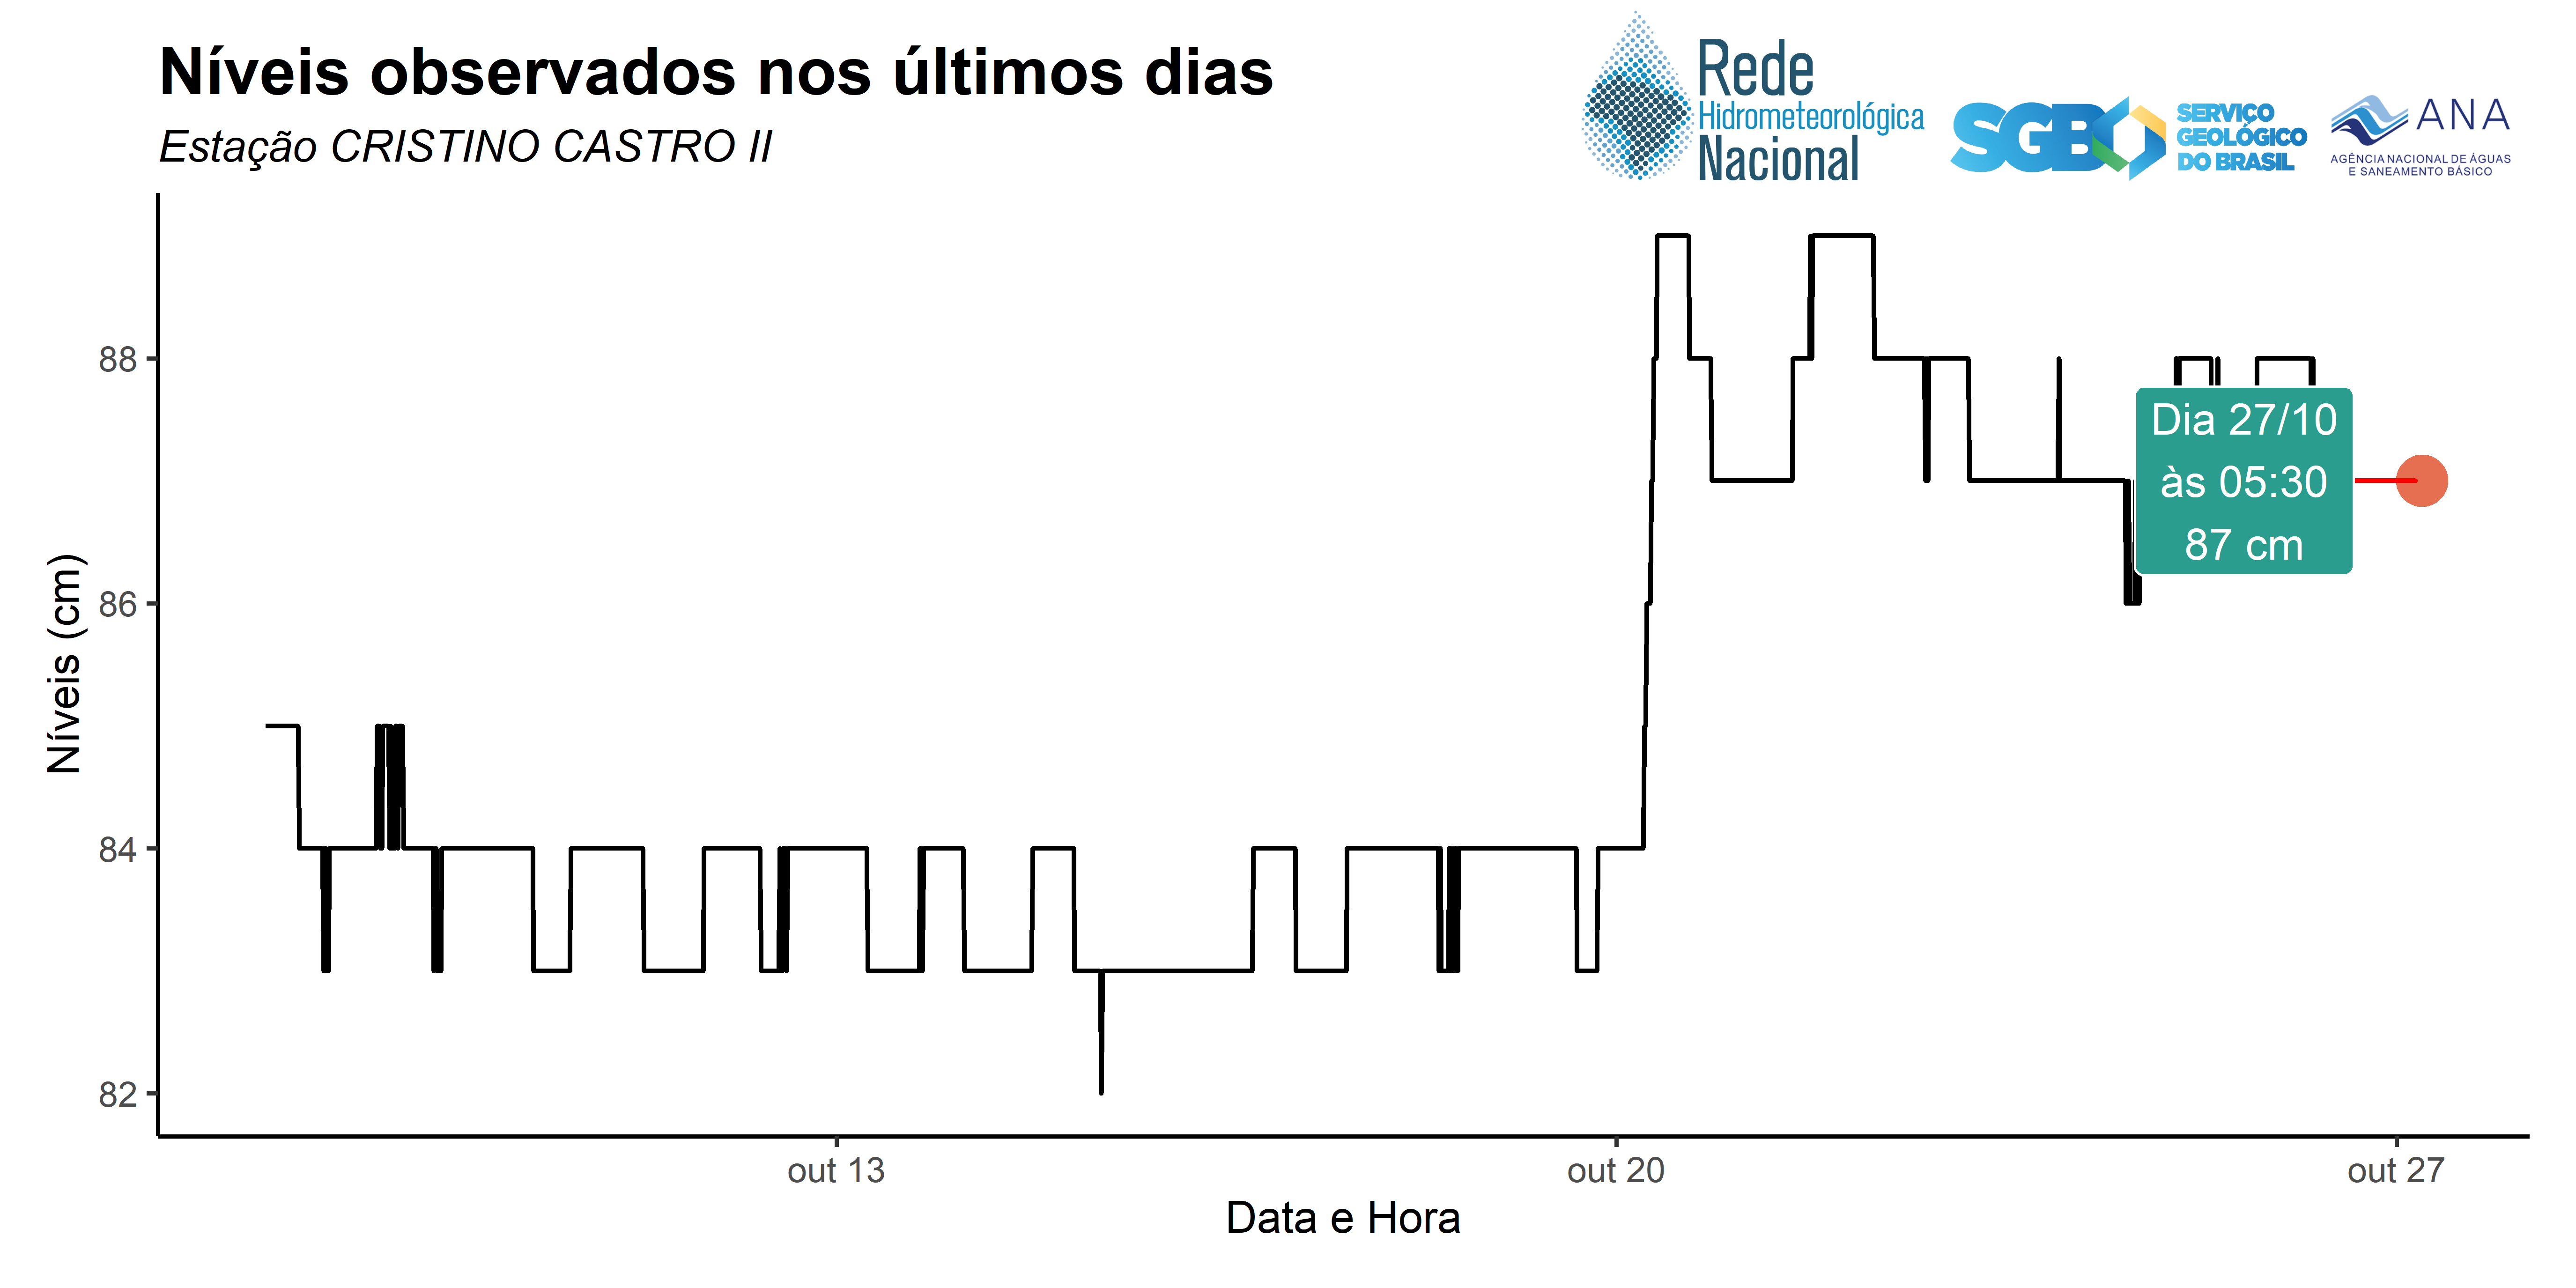 Níveis observados nos últimos dias
Estação CRISTINO CASTRO II
Rede
Hidrometeorológica
Nacional
SGB
SERVIÇO
GEOLÓGICO
DO BRASIL
ANA
AGÊNCIA NACIONAL DE ÁGUAS
E SANEAMENTO BÁSICO
Níveis (cm)
88
86
84
82
Dia 27/10
às 05:30
87 cm
out 13
out 20
out 27
Data e Hora